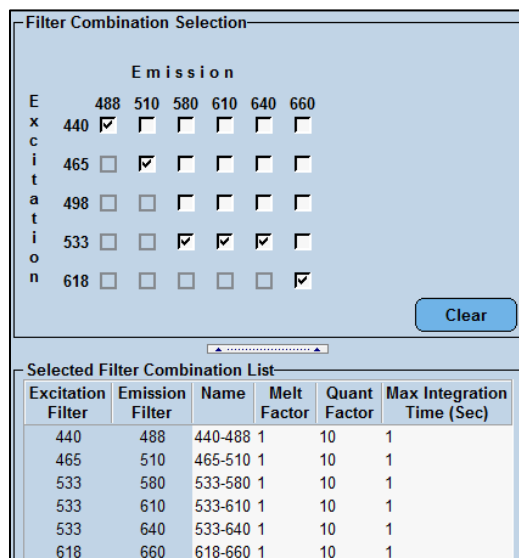 Filter Combination Selection
Emission
Excitation
488 510 580 610 640 660
440
465
498
533
618
Clear
Selected Filter Combination List
Excitation Filter Emission Filter Name Melt Factor Quant Factor Max Integration Time (Sec)
440 488 440-488 1 10 1
465 510 465-510 1 10 1
533 580 533-580 1 10 1
533 610 533-610 1 10 1
533 640 533-640 1 10 1
618 660 618-660 1 10 1